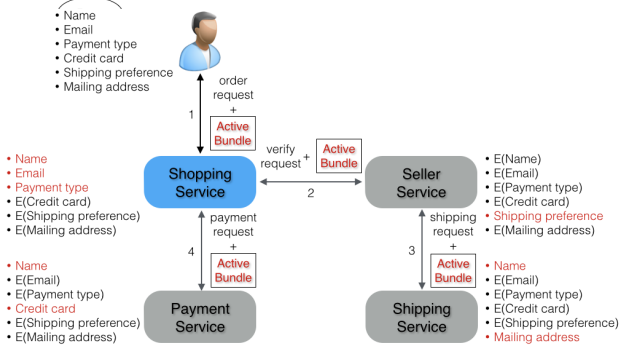 • Name
• Email
• Payment type
• Credit card
• Shipping preference
• Mailing address
order
request
+
1
Active
Bundle
verify
request
+
Active
Bundle
• Name
• Email
• Payment type
• E(Credit card)
• E(Shipping preference)
• E(Mailing address)
Shopping
Service
2
Seller
Service
• E(Name)
• E(Email)
• E(Payment type)
• E(Credit card)
• Shipping preference
• E(Mailing address)
payment
request
+
4
Active
Bundle
shipping
request
+
3
Active
Bundle
• Name
• E(Email)
• E(Payment type)
• Credit card
• E(Shipping preference)
• E(Mailing address)
Payment
Service
Shipping
Service
• Name
• E(Email)
• E(Payment type)
• E(Credit card)
• E(Shipping preference)
• Mailing address